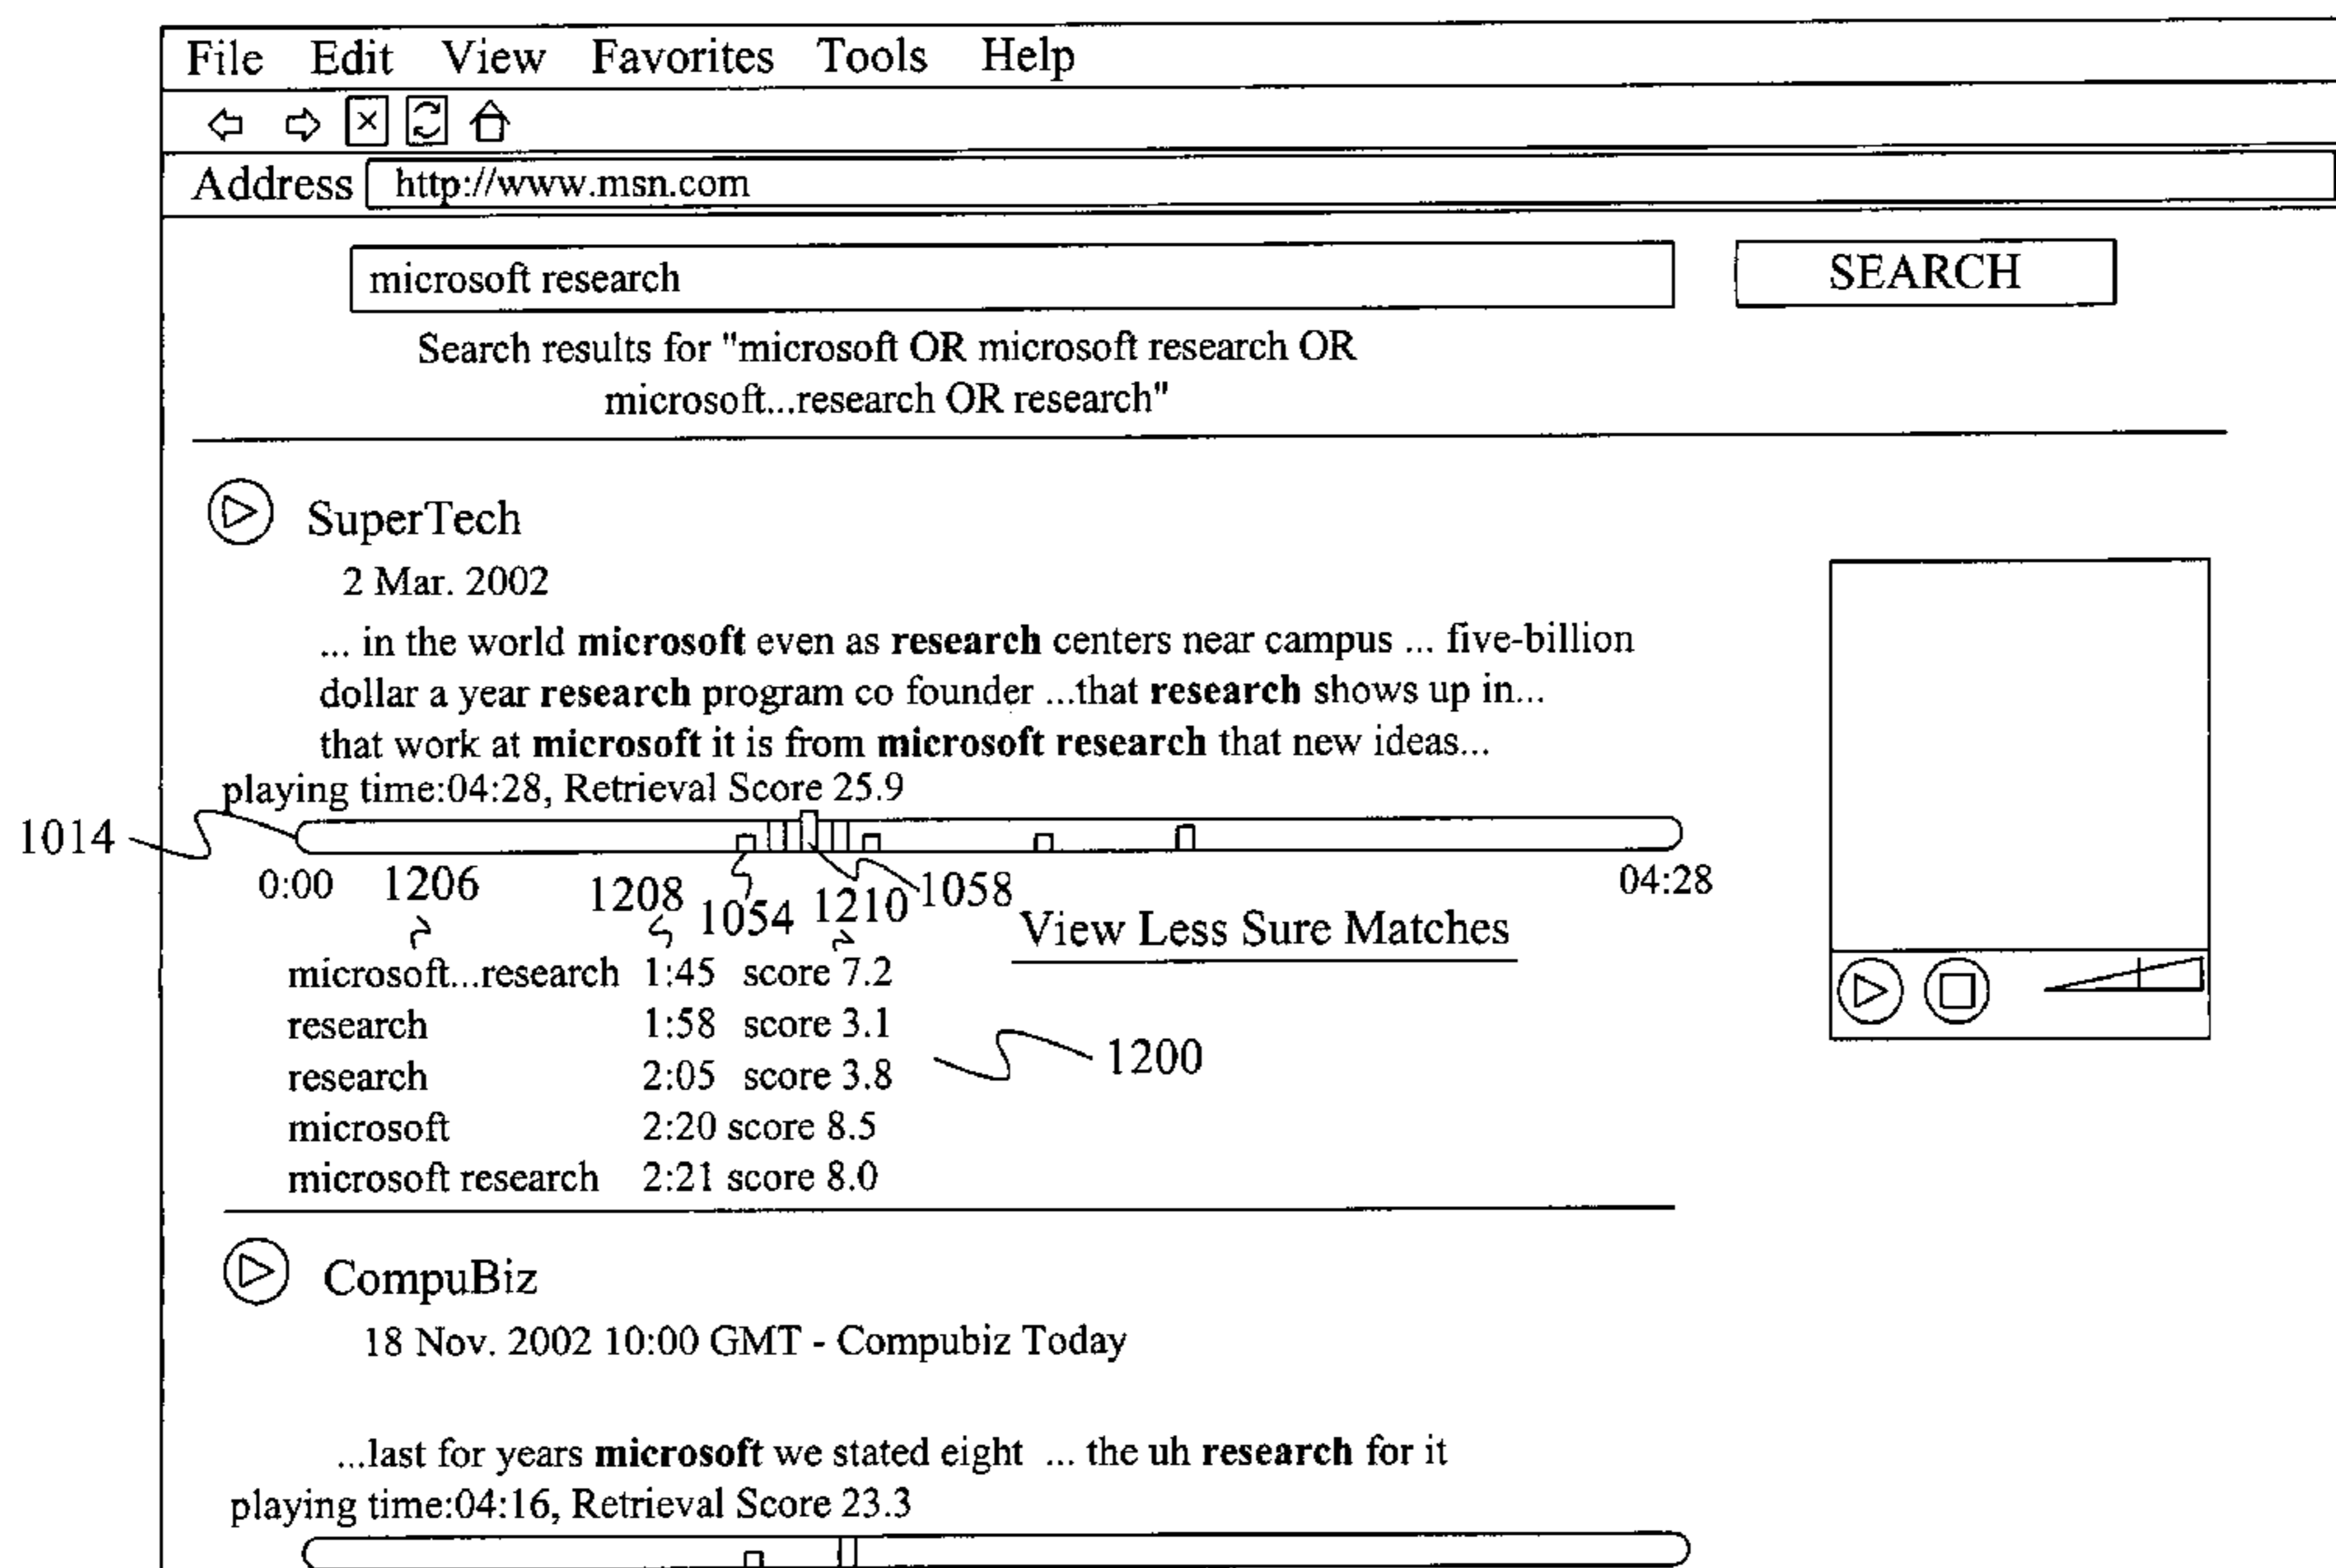 File Edit View Favorites Tools Help
Address http://www.msn.com
microsoft research SEARCH
Search results for "microsoft OR microsoft research OR
microsoft...research OR research"
SuperTech
2 Mar. 2002
... in the world microsoft even as research centers near campus ... five-billion
dollar a year research program co founder ...that research shows up in...
that work at microsoft it is from microsoft research that new ideas...
playing time:04:28, Retrieval Score 25.9
1014
0:00 1206 1208 1054 1210 1058 04:28
View Less Sure Matches
microsoft...research 1:45 score 7.2
research 1:58 score 3.1
1200
research 2:05 score 3.8
microsoft 2:20 score 8.5
microsoft research 2:21 score 8.0
CompuBiz
18 Nov. 2002 10:00 GMT - Compubiz Today
...last for years microsoft we stated eight ... the uh research for it
playing time:04:16, Retrieval Score 23.3